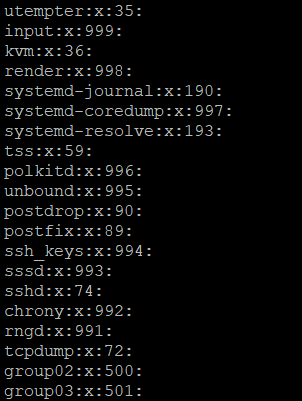 utempter:x:35:
input:x:999:
kvm:x:36:
render:x:998:
systemd-journal:x:190:
systemd-coredump:x:997:
systemd-resolve:x:193:
tss:x:59:
polkitd:x:996:
unbound:x:995:
postdrop:x:90:
postfix:x:89:
ssh_keys:x:994:
sssd:x:993:
sshd:x:74:
chrony:x:992:
rngd:x:991:
tcpdump:x:72:
group02:x:500:
group03:x:501: